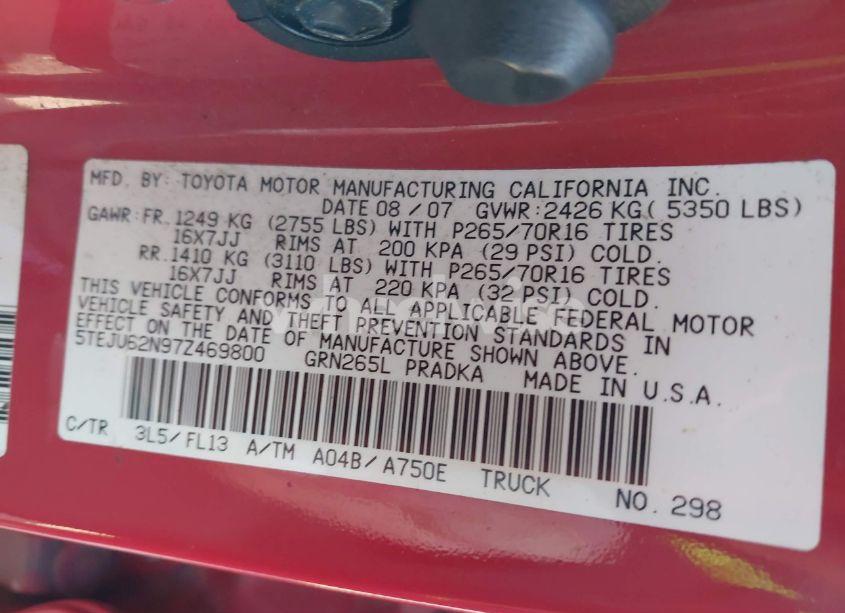 MFD. BY: TOYOTA MOTOR MANUFACTURING CALIFORNIA INC.
DATE 08 / 07 GVWR:2426 KG( 5350 LBS)
GAWR:FR. 1249 KG (2755 LBS) WITH P265/70R16 TIRES
16X7JJ RIMS AT 200 KPA (29 PSI) COLD.
RR. 1410 KG (3110 LBS) WITH P265/70R16 TIRES
16X7JJ RIMS AT 220 KPA (32 PSI) COLD.
THIS VEHICLE CONFORMS TO ALL APPLICABLE FEDERAL MOTOR
VEHICLE SAFETY AND THEFT PREVENTION STANDARDS IN
EFFECT ON THE DATE OF MANUFACTURE SHOWN ABOVE.
5TEJU62N97Z469800 GRN265L PRADKA MADE IN U.S.A.
C/TR 3L5/FL13 A/TM A04B/A750E TRUCK NO. 298